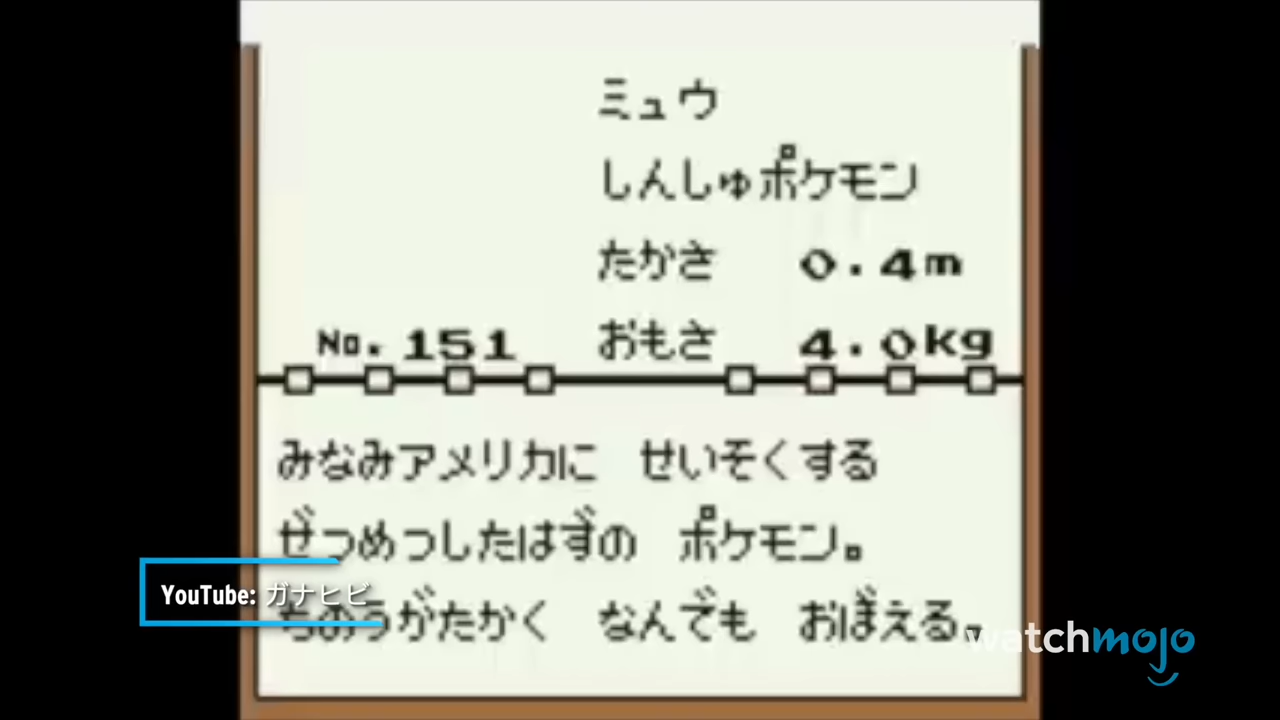 ミュウ
しんしゅポケモン
たかさ 0.4m
No.151 おもさ 4.0kg
みなみアメリカに せいそくする
ぜつめつしたはずの ポケモン。
ちのうがたかく なんでも おぼえる。
YouTube: ガナヒビ
watchmojo